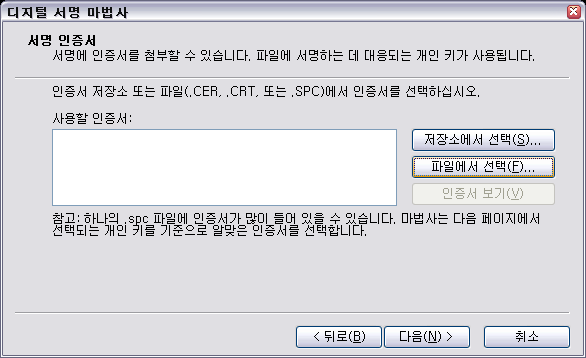 디지털 서명 마법사
서명 인증서
서명에 인증서를 첨부할 수 있습니다. 파일에 서명하는 데 대응되는 개인 키가 사용됩니다.
인증서 저장소 또는 파일(.CER, .CRT, 또는 .SPC)에서 인증서를 선택하십시오.
사용할 인증서:
저장소에서 선택(S)...
파일에서 선택(F)...
인증서 보기(V)
참고: 하나의 .spc 파일에 인증서가 많이 들어 있을 수 있습니다. 마법사는 다음 페이지에서
선택되는 개인 키를 기준으로 알맞은 인증서를 선택합니다.
< 뒤로(B)
다음(N) >
취소